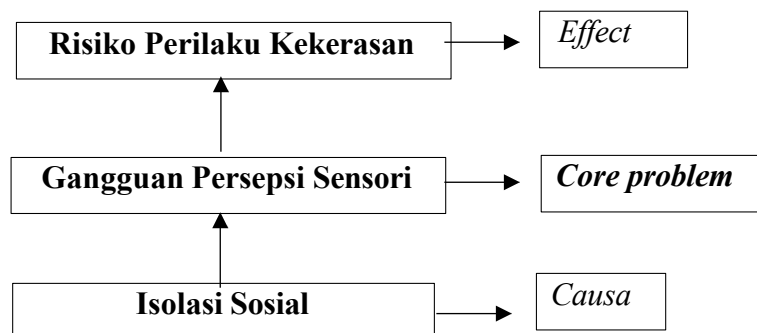 Risiko Perilaku Kekerasan
Effect
Gangguan Persepsi Sensori
Core problem
Isolasi Sosial
Causa